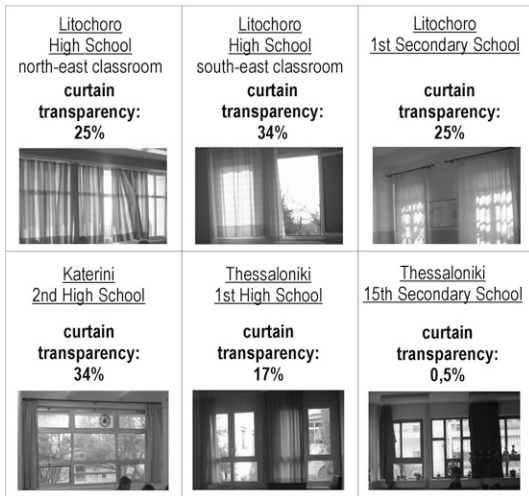 Litochoro
High School
north-east classroom
curtain
transparency:
25%
Litochoro
High School
south-east classroom
curtain
transparency:
34%
Litochoro
1st Secondary School
curtain
transparency:
25%
Katerini
2nd High School
curtain
transparency:
34%
Thessaloniki
1st High School
curtain
transparency:
17%
Thessaloniki
15th Secondary School
curtain
transparency:
0,5%